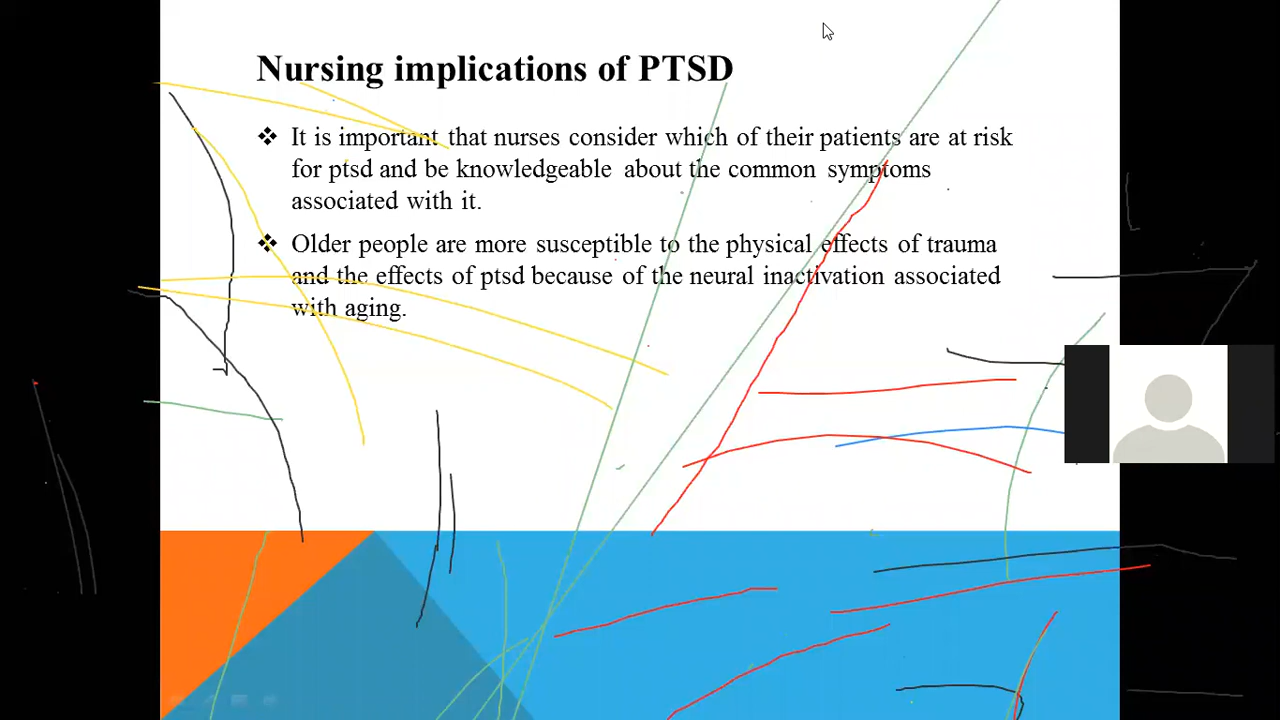 Nursing implications of PTSD
It is important that nurses consider which of their patients are at risk
for ptsd and be knowledgeable about the common symptoms
associated with it.
Older people are more susceptible to the physical effects of trauma
and the effects of ptsd because of the neural inactivation associated
with aging.